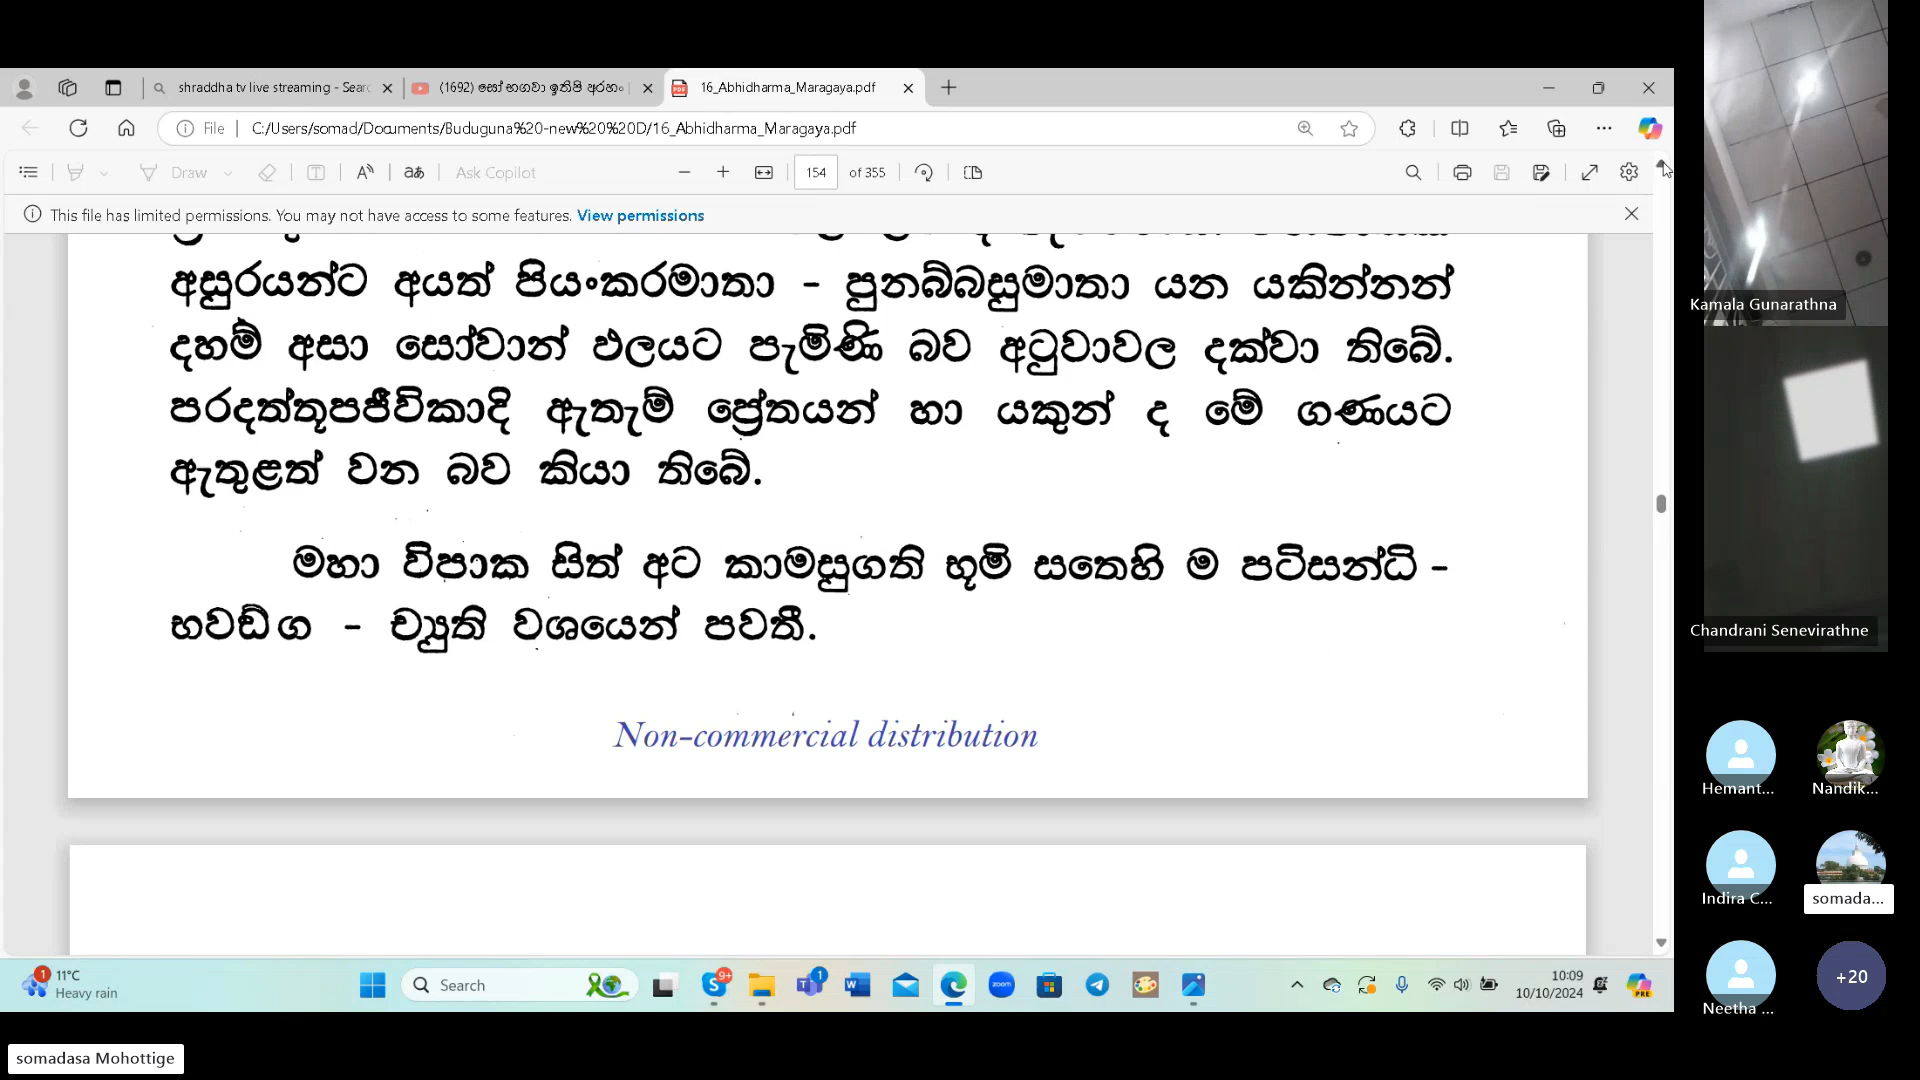 shraddha tv live streaming - Searc
(1692) සෝ භගවා ඉතිපි අරහං
16_Abhidharma_Maragaya.pdf
File
C:/Users/somad/Documents/Buduguna%20-new%20%20D/16_Abhidharma_Maragaya.pdf
Draw
Ask Copilot
154 of 355
This file has limited permissions. You may not have access to some features. View permissions
අසුරයන්ට අයත් පියංකරමාතා - පුනබ්බසුමාතා යන යකින්නන්
දහම් අසා සෝවාන් ඵලයට පැමිණි බව අටුවාවල දක්වා තිබේ.
පරදත්තූපජීවිකාදි ඇතැම් ප්‍රේතයන් හා යකුන් ද මේ ගණයට
ඇතුළත් වන බව කියා තිබේ.
මහා විපාක සිත් අට කාමසුගති භූමි සතෙහි ම පටිසන්ධි -
භවඞ්ග - ච්‍යුති වශයෙන් පවතී.
Non-commercial distribution
Kamala Gunarathna
Chandrani Senevirathne
Hemant...
Nandik...
Indira C...
somada...
Neetha ...
+20
1
11°C
Heavy rain
Search
9+
1
zoom
10:09
10/10/2024
PRE
somadasa Mohottige